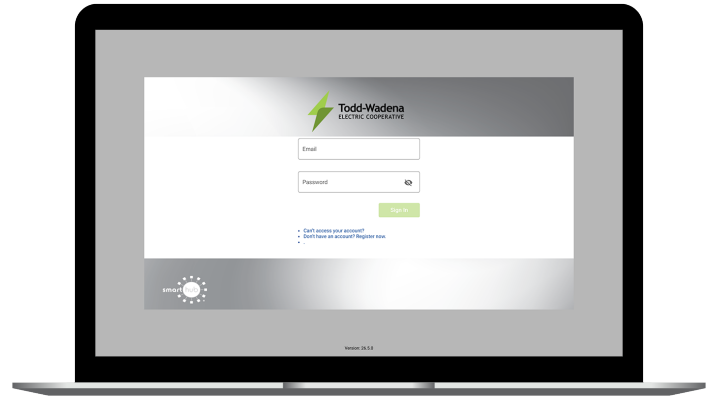 Todd-Wadena
ELECTRIC COOPERATIVE
Email
Password
Sign In
Can't access your account?
Don't have an account? Register now.
smart hub
Version: 26.5.0